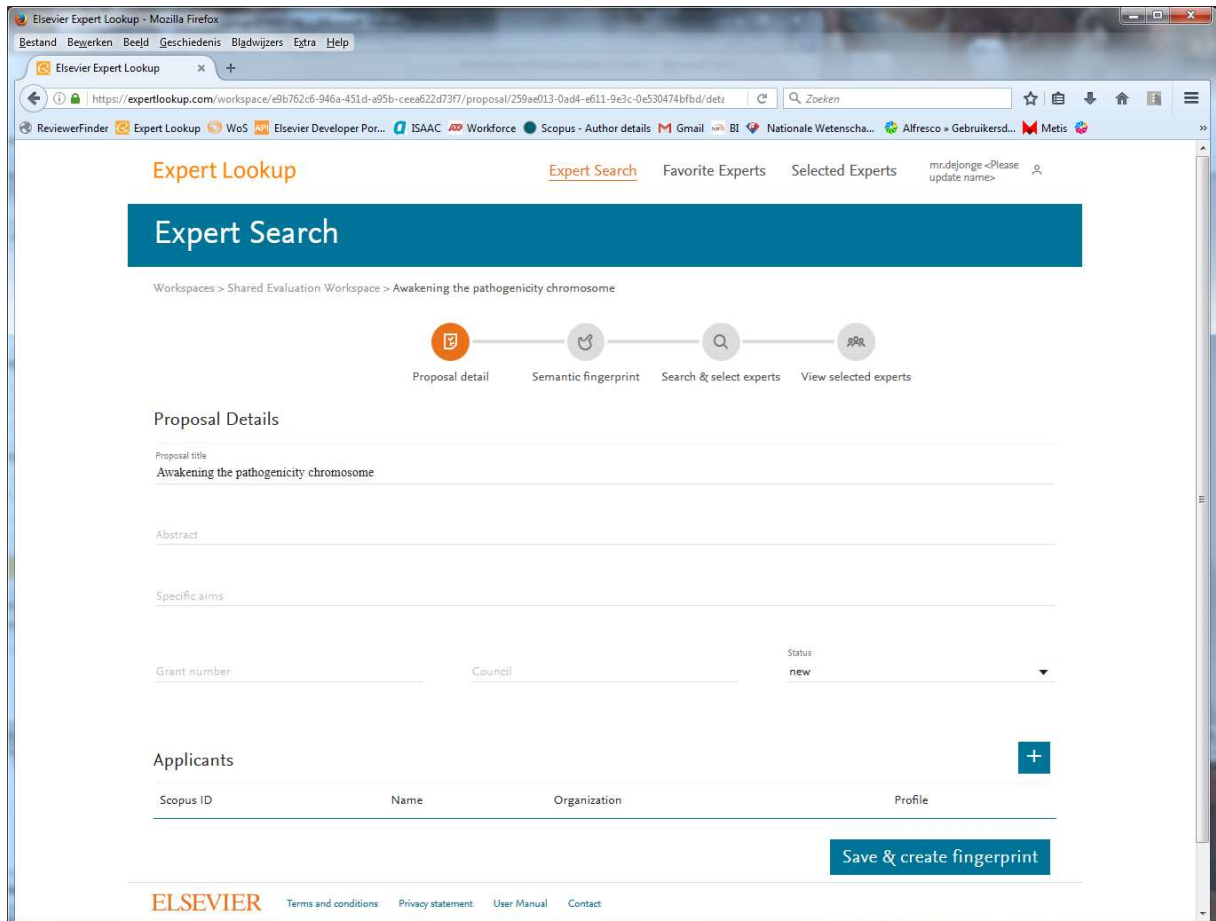 Elsevier Expert Lookup - Mozilla Firefox
Bestand Bewerken Beeld Geschiedenis Bladwijzers Extra Help
Elsevier Expert Lookup × +
https://expertlookup.com/workspace/e9b762c6-946a-451d-a95b-ceea622d73f7/proposal/259ae013-0ad4-e611-9e3c-0e530474bfbd/deta Zoeken
ReviewerFinder Expert Lookup WoS API Elsevier Developer Por... ISAAC ADP Workforce Scopus - Author details Gmail BI Nationale Wetenscha... Alfresco » Gebruikersd... Metis »
Expert Lookup Expert Search Favorite Experts Selected Experts mr.dejonge <Please
update name>
Expert Search
Workspaces > Shared Evaluation Workspace > Awakening the pathogenicity chromosome
Proposal detail Semantic fingerprint Search & select experts View selected experts
Proposal Details
Proposal title
Awakening the pathogenicity chromosome
Abstract
Specific aims
Status
Grant number Council new
Applicants +
Scopus ID Name Organization Profile
Save & create fingerprint
ELSEVIER Terms and conditions Privacy statement User Manual Contact